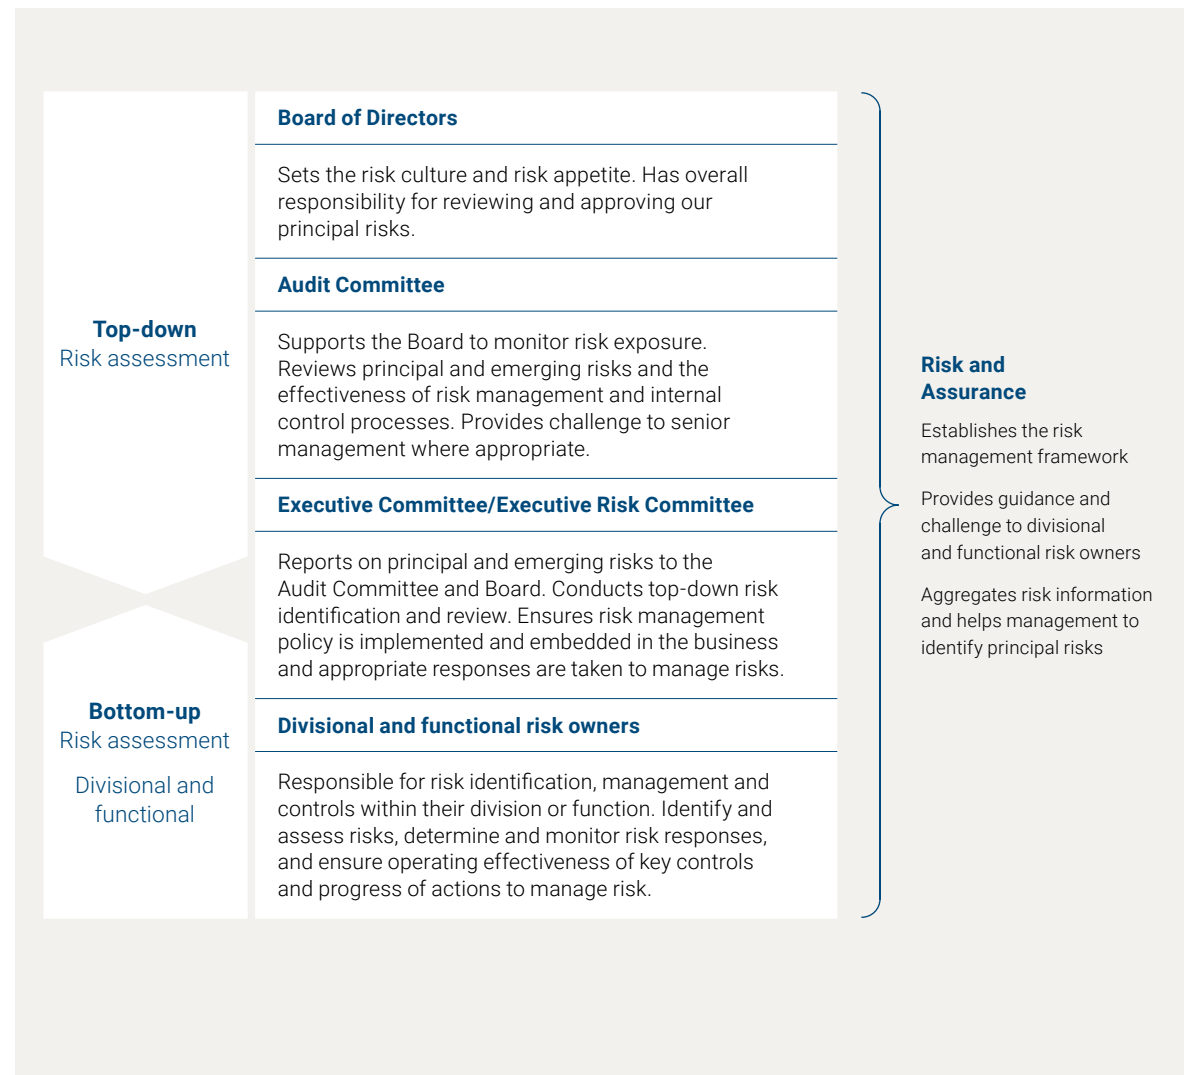 Top-down
Risk assessment
Bottom-up
Risk assessment
Divisional and
functional
Board of Directors
Sets the risk culture and risk appetite. Has overall
responsibility for reviewing and approving our
principal risks.
Audit Committee
Supports the Board to monitor risk exposure.
Reviews principal and emerging risks and the
effectiveness of risk management and internal
control processes. Provides challenge to senior
management where appropriate.
Executive Committee/Executive Risk Committee
Reports on principal and emerging risks to the
Audit Committee and Board. Conducts top-down risk
identification and review. Ensures risk management
policy is implemented and embedded in the business
and appropriate responses are taken to manage risks.
Divisional and functional risk owners
Responsible for risk identification, management and
controls within their division or function. Identify and
assess risks, determine and monitor risk responses,
and ensure operating effectiveness of key controls
and progress of actions to manage risk.
Risk and
Assurance
Establishes the risk
management framework
Provides guidance and
challenge to divisional
and functional risk owners
Aggregates risk information
and helps management to
identify principal risks